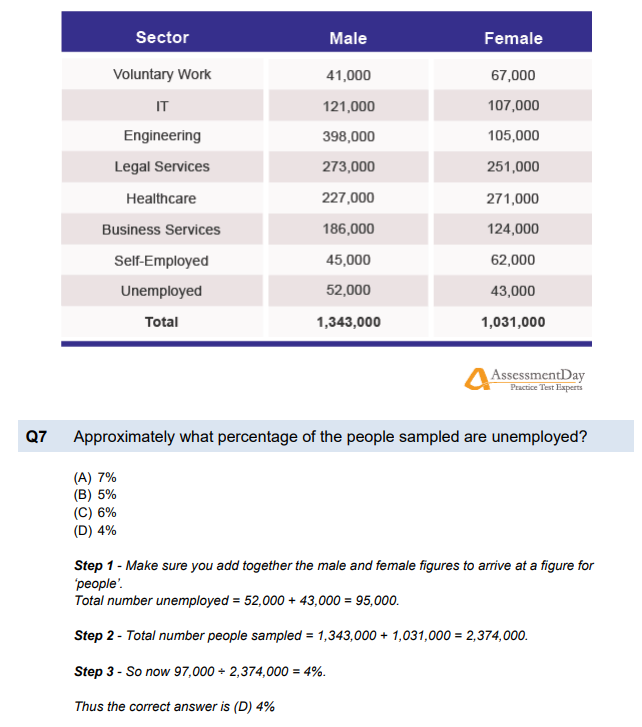 Sector Male Female
Voluntary Work 41,000 67,000
IT 121,000 107,000
Engineering 398,000 105,000
Legal Services 273,000 251,000
Healthcare 227,000 271,000
Business Services 186,000 124,000
Self-Employed 45,000 62,000
Unemployed 52,000 43,000
Total 1,343,000 1,031,000
AssessmentDay
Practice Test Experts
Q7 Approximately what percentage of the people sampled are unemployed?
(A) 7%
(B) 5%
(C) 6%
(D) 4%
Step 1 - Make sure you add together the male and female figures to arrive at a figure for
‘people’.
Total number unemployed = 52,000 + 43,000 = 95,000.
Step 2 - Total number people sampled = 1,343,000 + 1,031,000 = 2,374,000.
Step 3 - So now 97,000 ÷ 2,374,000 = 4%.
Thus the correct answer is (D) 4%